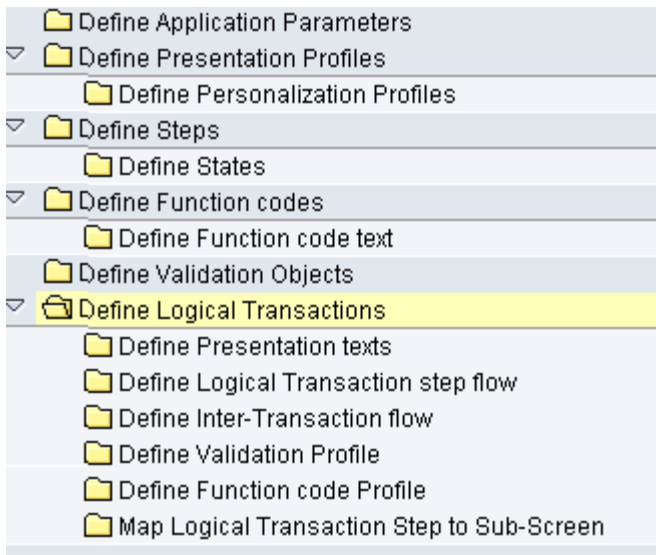 Define Application Parameters
Define Presentation Profiles
Define Personalization Profiles
Define Steps
Define States
Define Function codes
Define Function code text
Define Validation Objects
Define Logical Transactions
Define Presentation texts
Define Logical Transaction step flow
Define Inter-Transaction flow
Define Validation Profile
Define Function code Profile
Map Logical Transaction Step to Sub-Screen